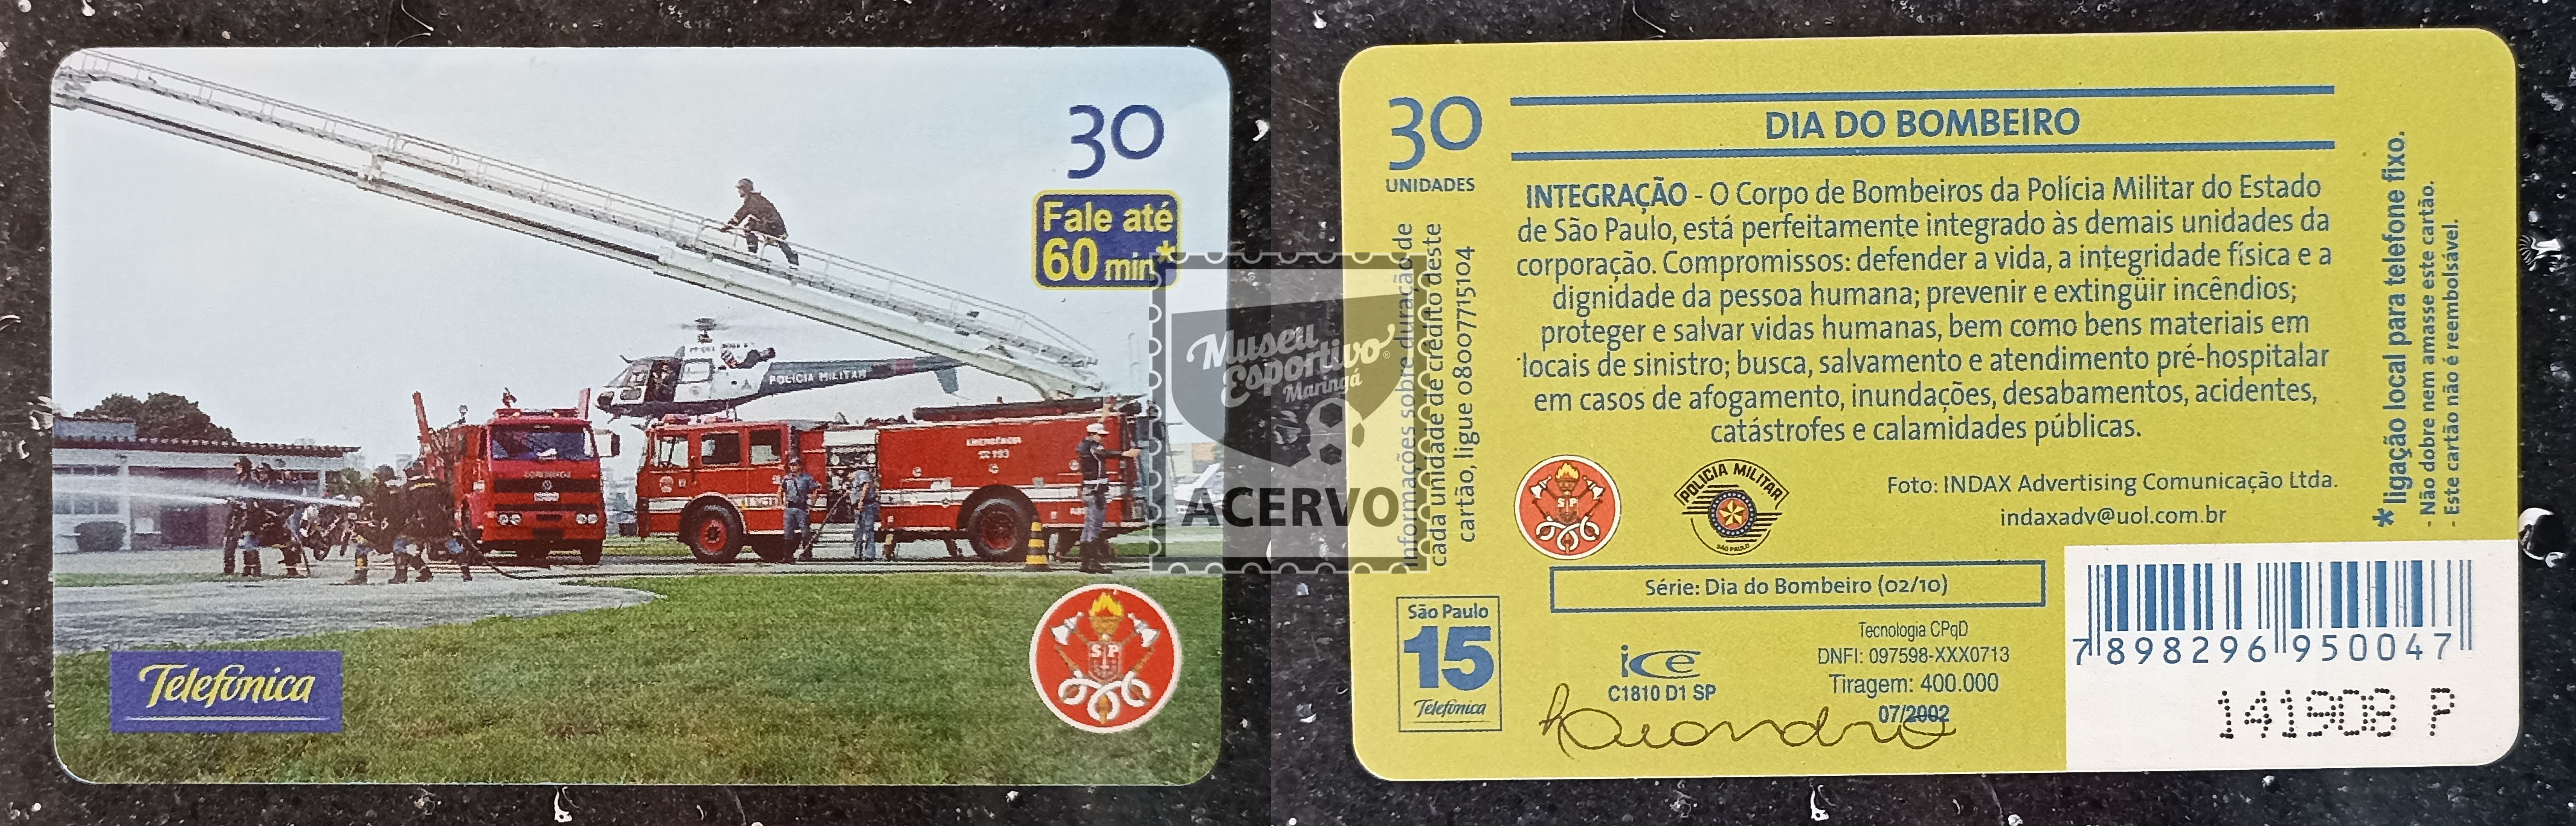 30
Fale até
60 min*
POLÍCIA MILITAR
EMERGÊNCIA
193
Telefónica
SP
30
UNIDADES
DIA DO BOMBEIRO
INTEGRAÇÃO - O Corpo de Bombeiros da Polícia Militar do Estado
de São Paulo, está perfeitamente integrado às demais unidades da
corporação. Compromissos: defender a vida, a integridade física e a
dignidade da pessoa humana; prevenir e extingüir incêndios;
proteger e salvar vidas humanas, bem como bens materiais em
locais de sinistro; busca, salvamento e atendimento pré-hospitalar
em casos de afogamento, inundações, desabamentos, acidentes,
catástrofes e calamidades públicas.
Informações sobre duração de
cada unidade de crédito deste
cartão, ligue 08007715104
*ligação local para telefone fixo.
- Não dobre nem amasse este cartão.
- Este cartão não é reembolsável.
SP
POLICIA MILITAR
SÃO PAULO
Foto: INDAX Advertising Comunicação Ltda.
indaxadv@uol.com.br
Série: Dia do Bombeiro (02/10)
São Paulo
15
Telefónica
ice
C1810 D1 SP
Tecnologia CPqD
DNFI: 097598-XXX0713
Tiragem: 400.000
07/2002
7 898296 950047
141908 P
Museu
Esportivo
Maringá
ACERVO